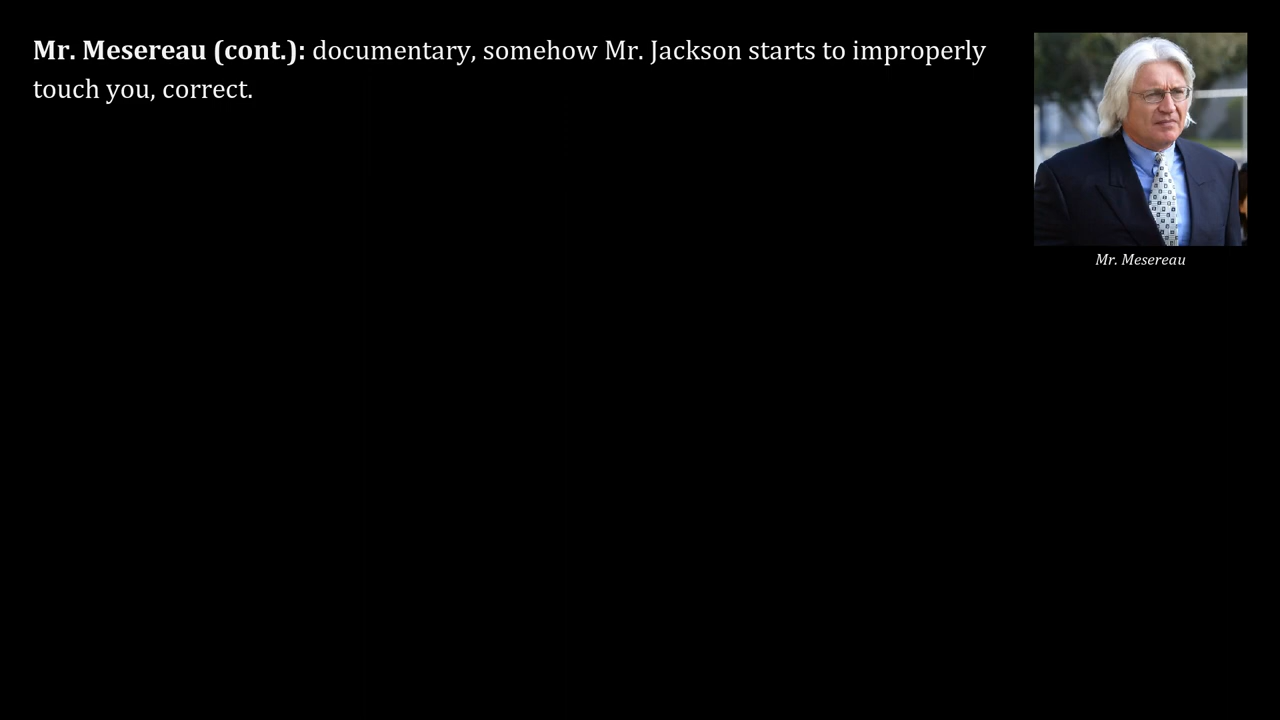 Mr. Mesereau (cont.): documentary, somehow Mr. Jackson starts to improperly
touch you, correct.
Mr. Mesereau